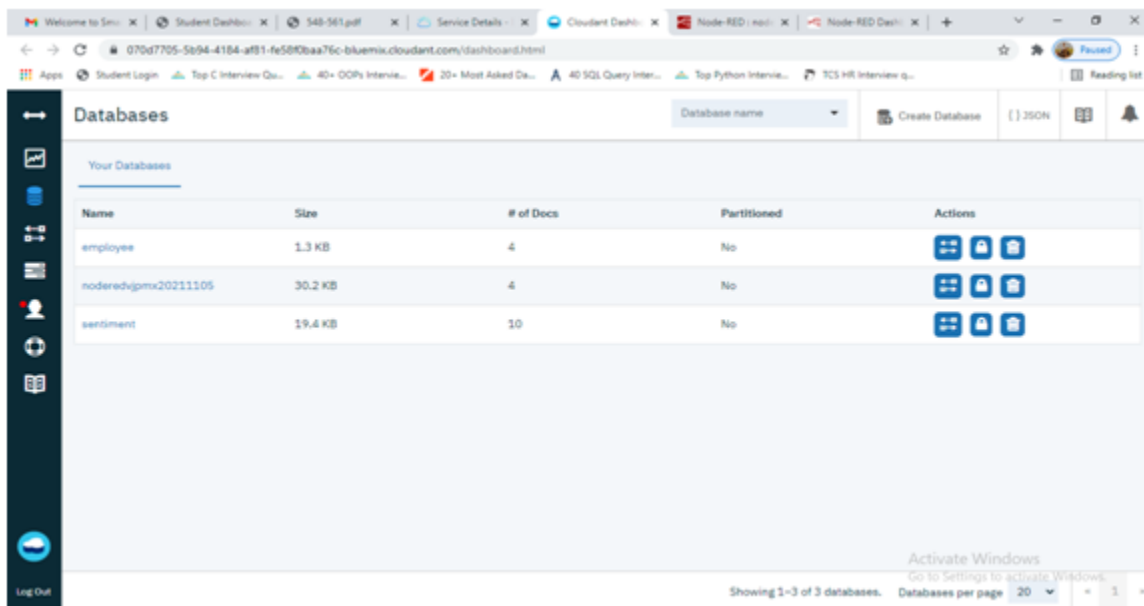 Welcome to Sma
Student Dashboa
548-561.pdf
Service Details -
Cloudant Dashb
Node-RED : node
Node-RED Dash
070d7705-5b94-4184-af81-fe58f0baa76c-bluemix.cloudant.com/dashboard.html
Paused
Apps
Student Login
Top C Interview Qu...
40+ OOPs Intervie...
20+ Most Asked Da...
40 SQL Query Inter...
Top Python Intervie...
TCS HR Interview q...
Reading list
Databases
Database name
Create Database
{ } JSON
Your Databases
Name Size # of Docs Partitioned Actions
employee 1.3 KB 4 No
noderedvjpmx20211105 30.2 KB 4 No
sentiment 19.4 KB 10 No
Activate Windows
Go to Settings to activate Windows.
Showing 1–3 of 3 databases. Databases per page 20 « 1 »
Log Out